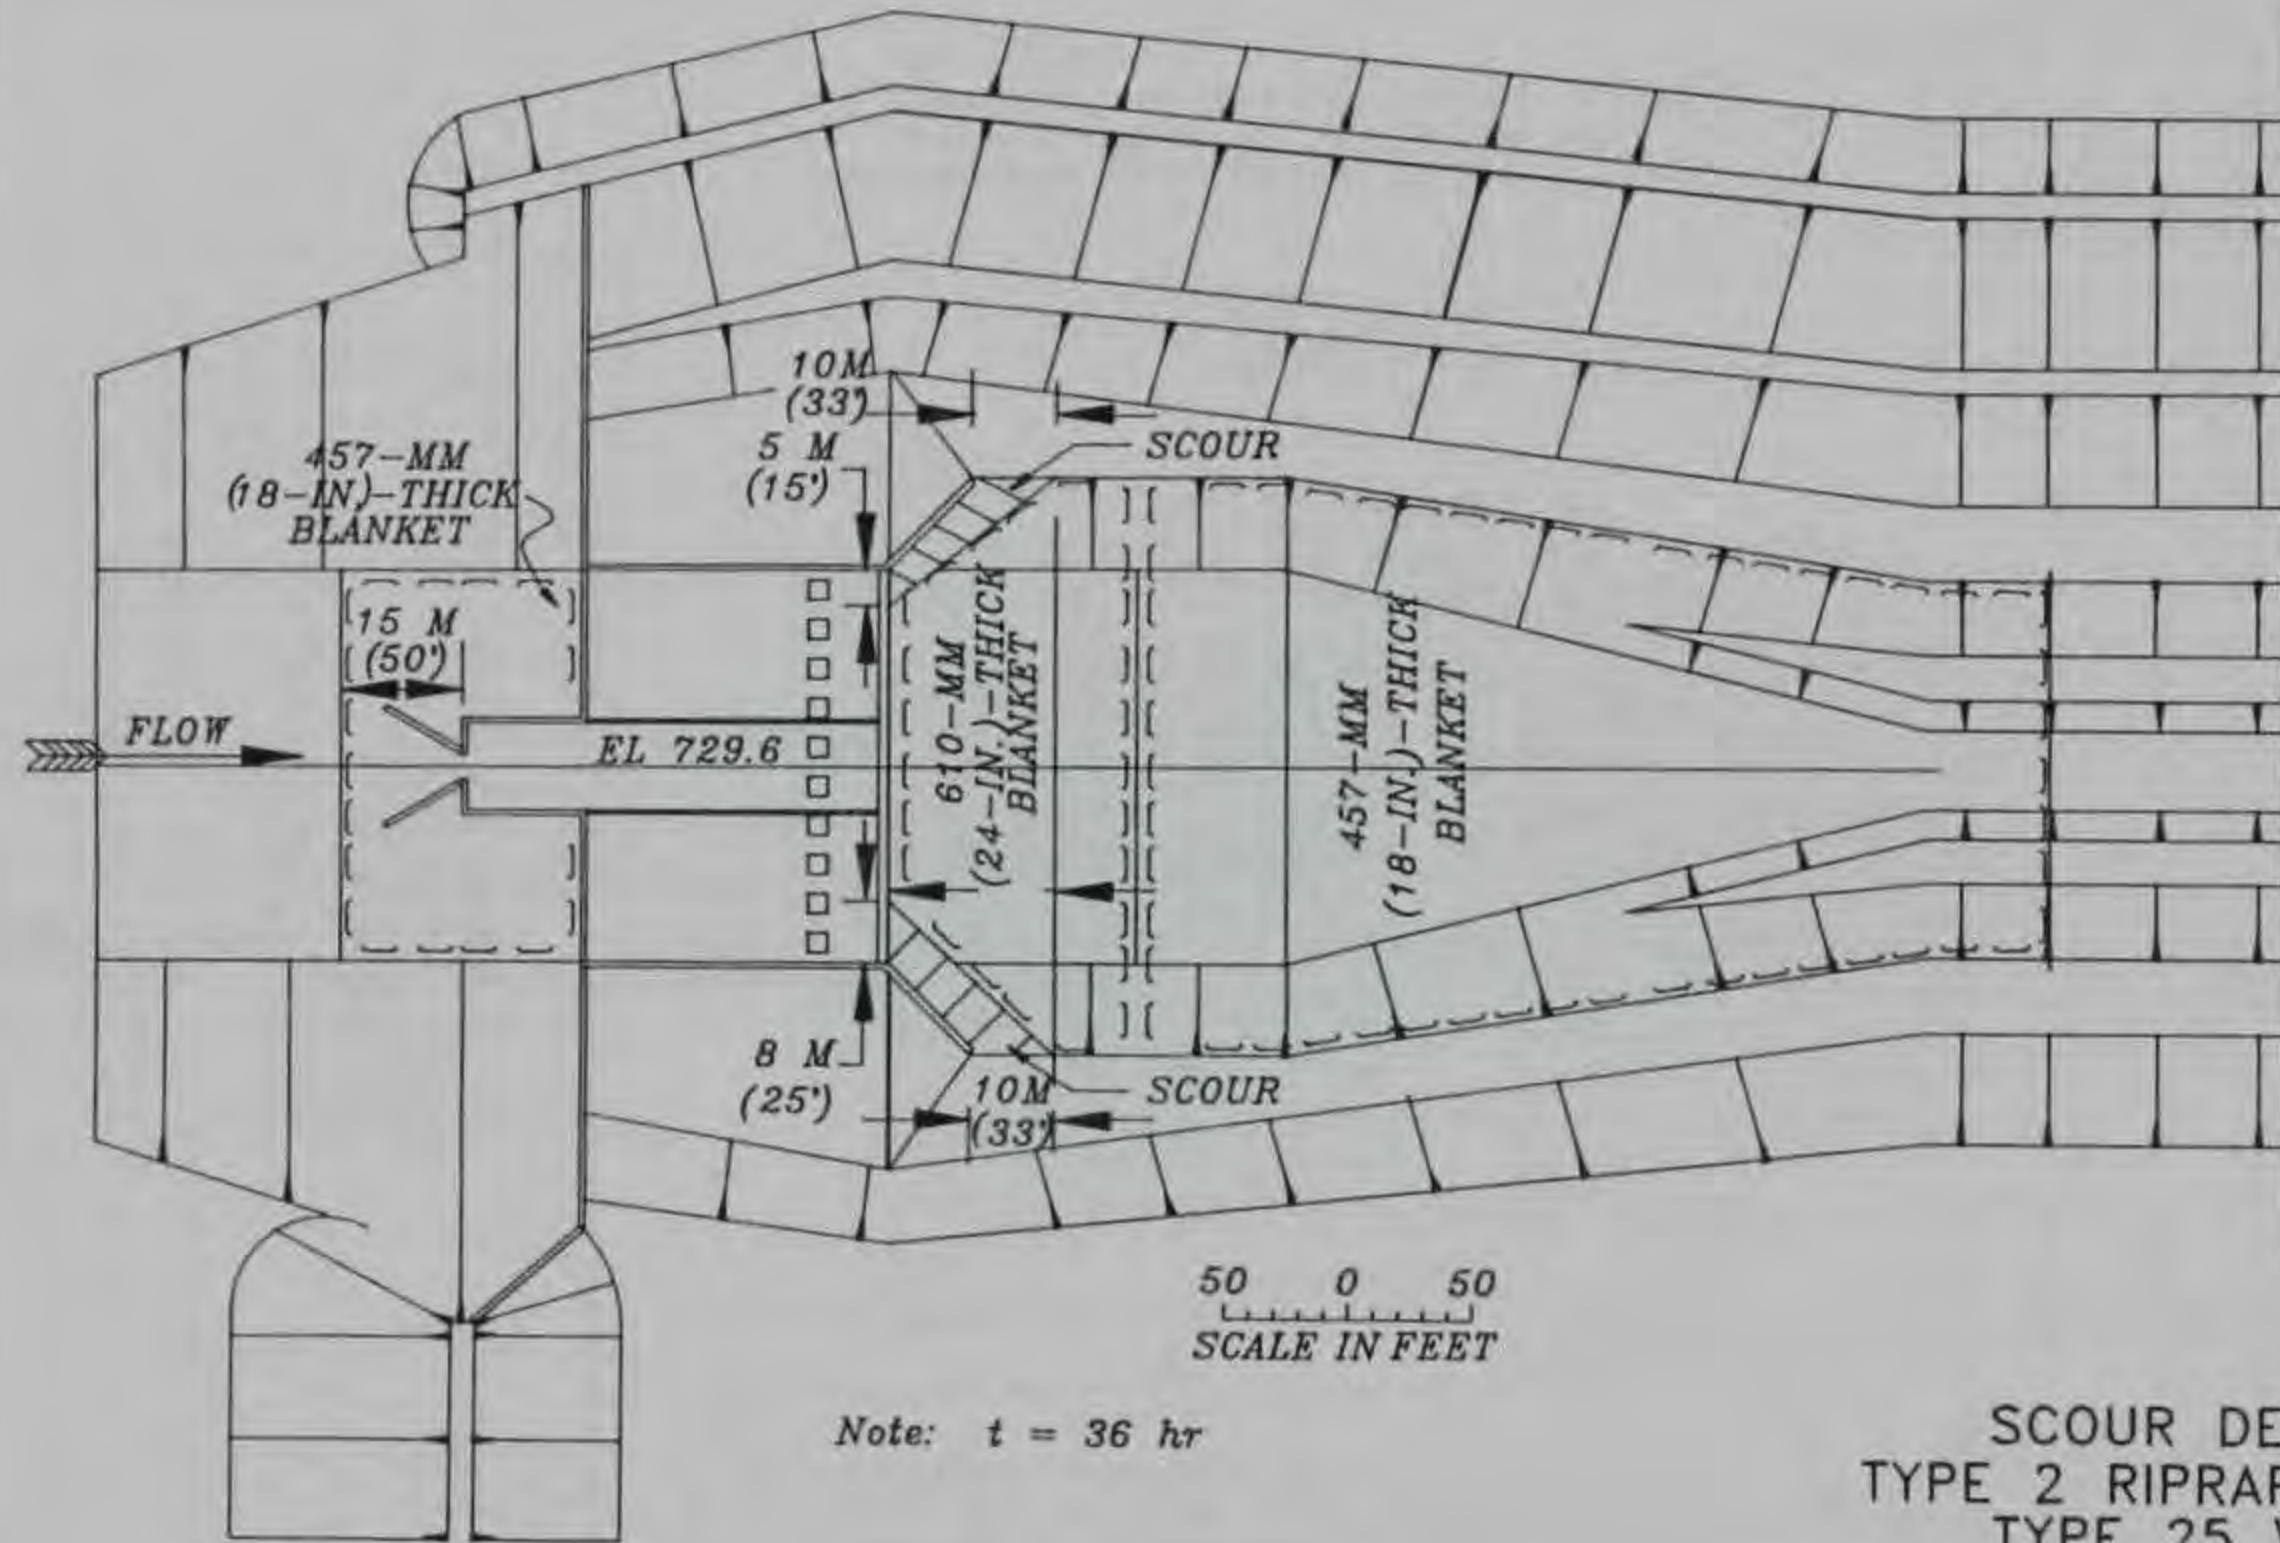 10M
(33')
5 M
(15')
SCOUR
457-MM
(18-IN.)-THICK
BLANKET
15 M
(50')
FLOW
EL 729.6
610-MM
(24-IN.)-THICK
BLANKET
457-MM
(18-IN.)-THICK
BLANKET
8 M
(25')
10M
(33')
SCOUR
50 0 50
SCALE IN FEET
Note: t = 36 hr
SCOUR DE
TYPE 2 RIPRAP
TYPE 25